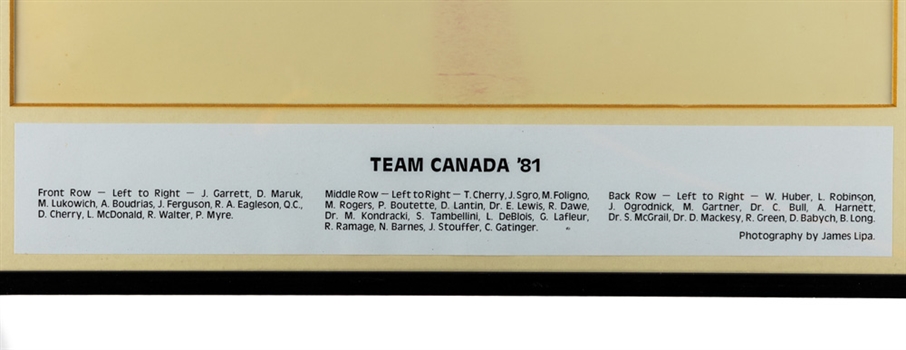 TEAM CANADA '81
Front Row — Left to Right — J. Garrett, D. Maruk,
M. Lukowich, A. Boudrias, J. Ferguson, R. A. Eagleson, Q.C.,
D. Cherry, L. McDonald, R. Walter, P. Myre.
Middle Row — Left to Right — T. Cherry, J. Sgro, M. Foligno,
M. Rogers, P. Boutette, D. Lantin, Dr. E. Lewis, R. Dawe,
Dr. M. Kondracki, S. Tambellini, L. DeBlois, G. Lafleur,
R. Ramage, N. Barnes, J. Stouffer, C. Gatinger.
Back Row — Left to Right — W. Huber, L. Robinson,
J. Ogrodnick, M. Gartner, Dr. C. Bull, A. Harnett,
Dr. S. McGrail, Dr. D. Mackesy, R. Green, D. Babych, B. Long.
Photography by James Lipa.